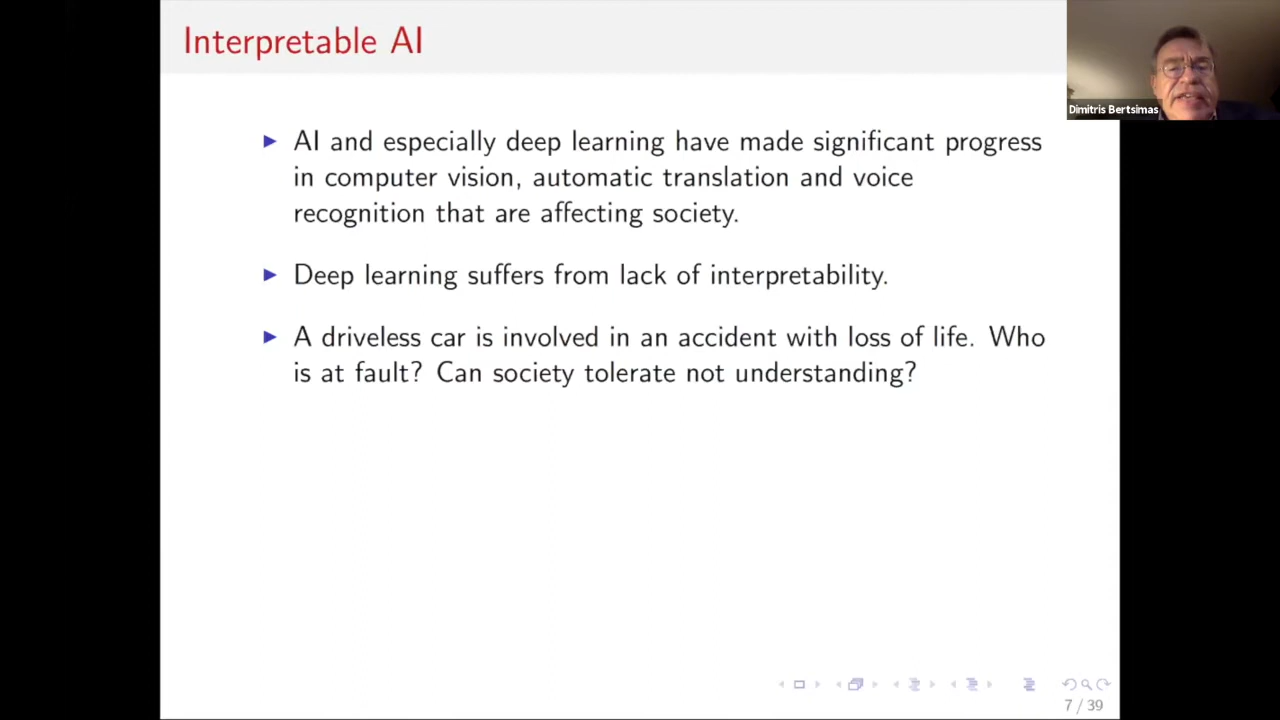 Interpretable AI
Dimitris Bertsimas
AI and especially deep learning have made significant progress
in computer vision, automatic translation and voice
recognition that are affecting society.
Deep learning suffers from lack of interpretability.
A driveless car is involved in an accident with loss of life. Who
is at fault? Can society tolerate not understanding?
7 / 39